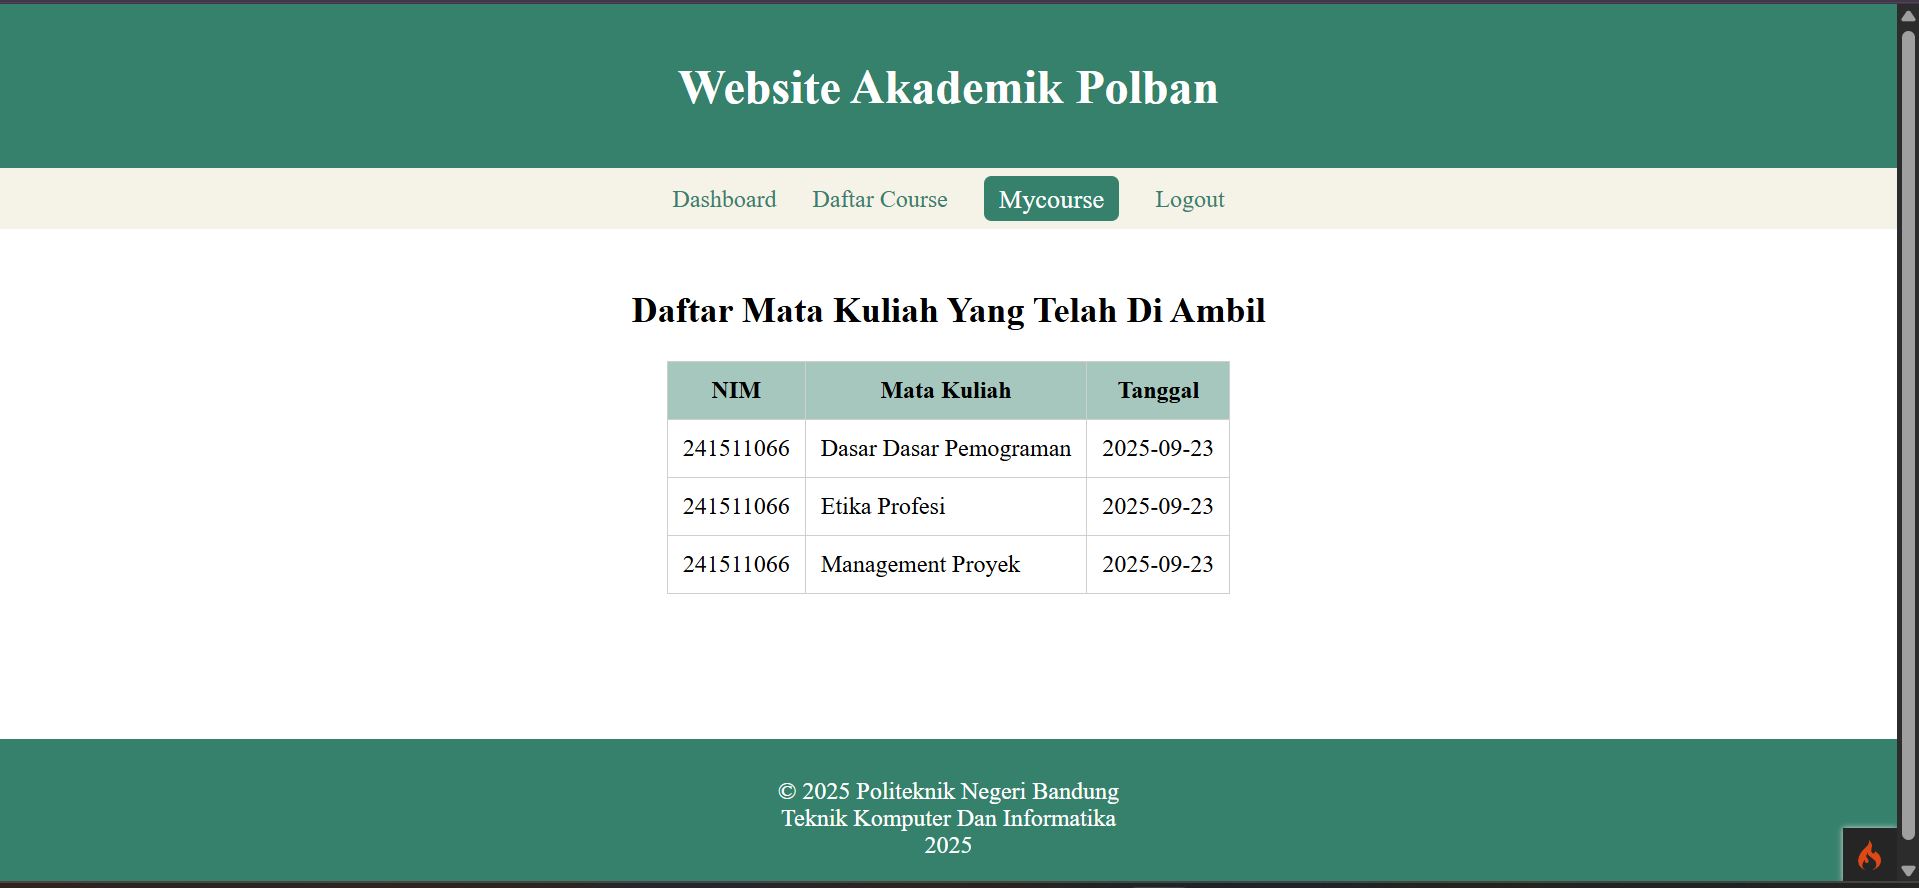 Website Akademik Polban
Dashboard Daftar Course Mycourse Logout
Daftar Mata Kuliah Yang Telah Di Ambil
NIM Mata Kuliah Tanggal
241511066 Dasar Dasar Pemograman 2025-09-23
241511066 Etika Profesi 2025-09-23
241511066 Management Proyek 2025-09-23
© 2025 Politeknik Negeri Bandung
Teknik Komputer Dan Informatika
2025